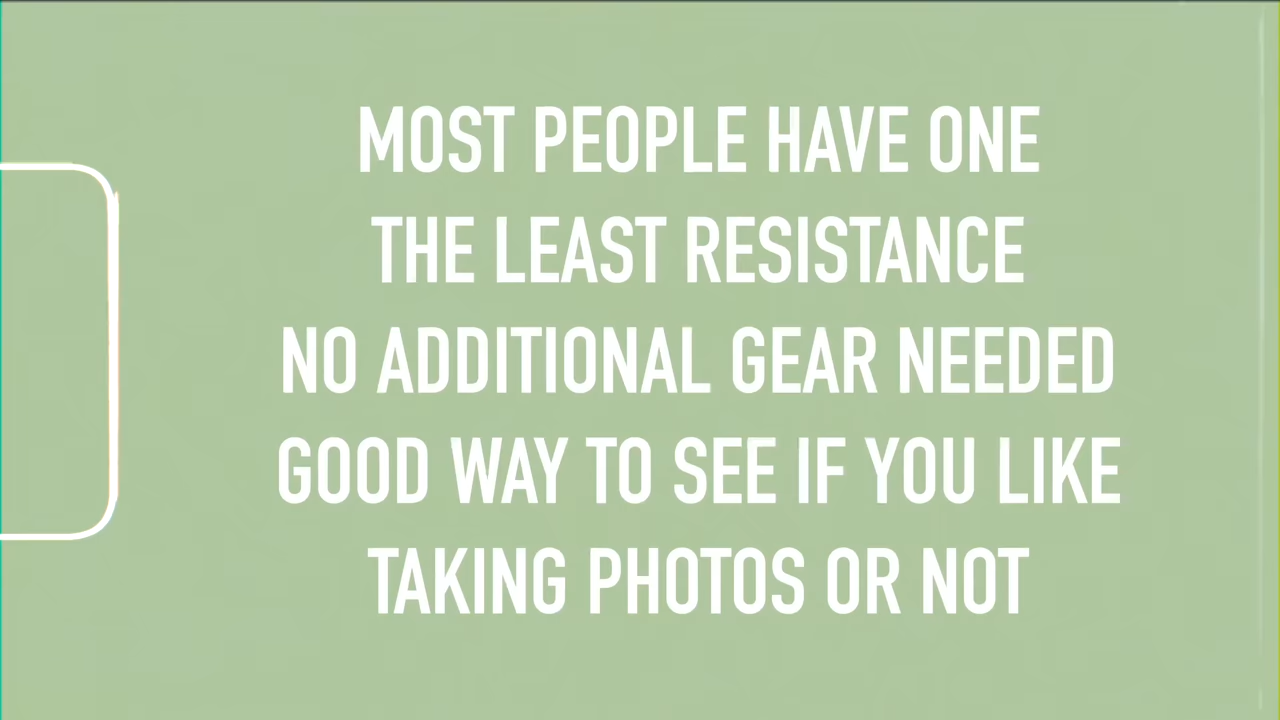 MOST PEOPLE HAVE ONE
THE LEAST RESISTANCE
NO ADDITIONAL GEAR NEEDED
GOOD WAY TO SEE IF YOU LIKE
TAKING PHOTOS OR NOT